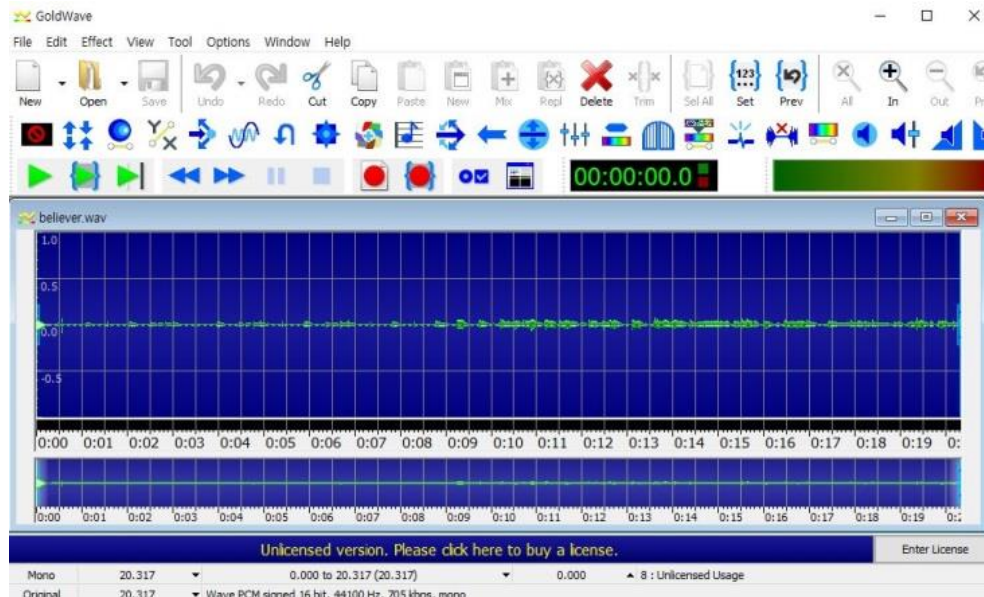 GoldWave
File Edit Effect View Tool Options Window Help
New Open Save Undo Redo Cut Copy Paste New Mix Repl Delete Trim Sel All Set Prev All In Out
123
00:00:00.0
believer.wav
1.0
0.5
0.0
-0.5
0:00 0:01 0:02 0:03 0:04 0:05 0:06 0:07 0:08 0:09 0:10 0:11 0:12 0:13 0:14 0:15 0:16 0:17 0:18 0:19 0:
0:00 0:01 0:02 0:03 0:04 0:05 0:06 0:07 0:08 0:09 0:10 0:11 0:12 0:13 0:14 0:15 0:16 0:17 0:18 0:19
Unlicensed version. Please click here to buy a license. Enter License
Mono 20.317 0.000 to 20.317 (20.317) 0.000 8 : Unlicensed Usage
Original 20.317 Wave PCM signed 16 bit, 44100 Hz, 705 kbps, mono